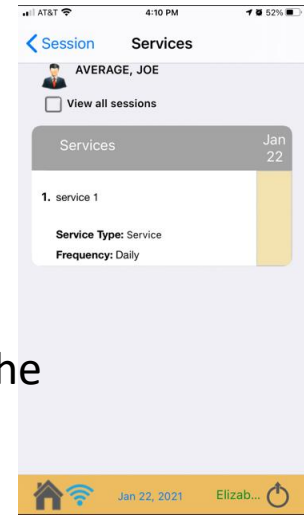 AT&T 4:10 PM 52%
Session Services
AVERAGE, JOE
View all sessions
Services Jan
22
1. service 1
Service Type: Service
Frequency: Daily
he
Jan 22, 2021 Elizab...